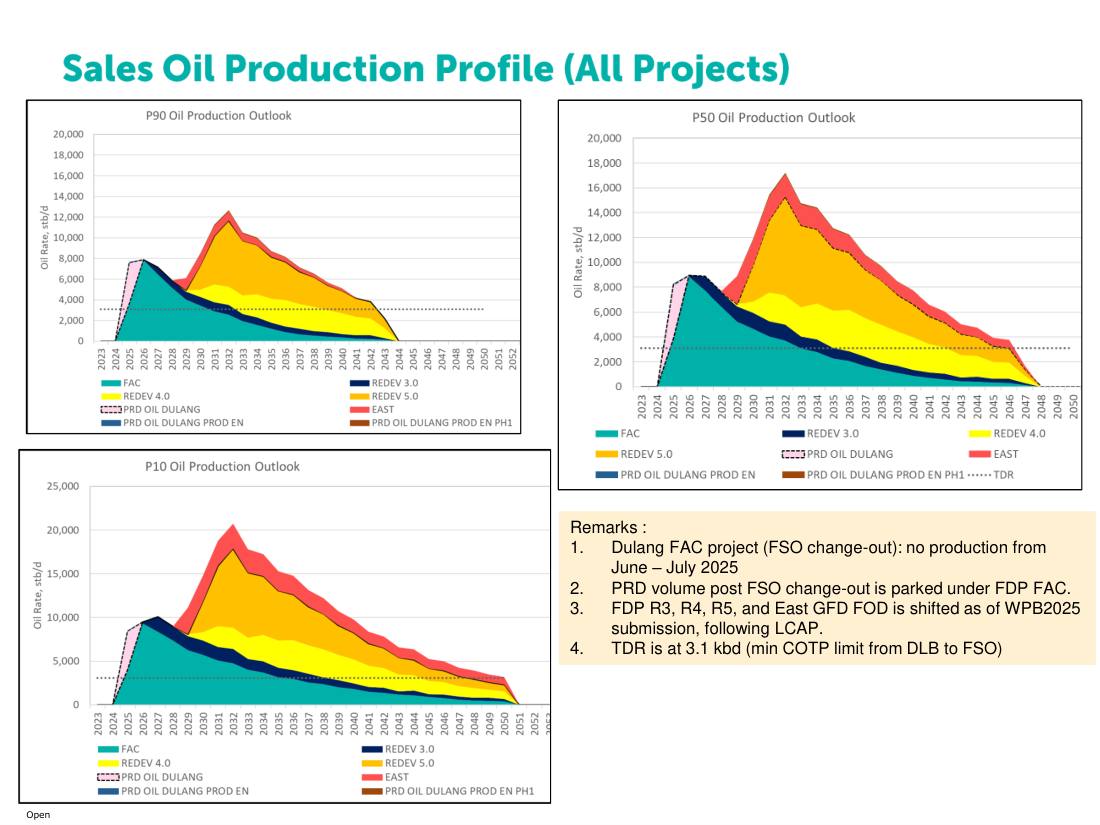 Sales Oil Production Profile (All Projects)
P90 Oil Production Outlook
Oil Rate, stb/d
20,000
18,000
16,000
14,000
12,000
10,000
8,000
6,000
4,000
2,000
0
2023 2024 2025 2026 2027 2028 2029 2030 2031 2032 2033 2034 2035 2036 2037 2038 2039 2040 2041 2042 2043 2044 2045 2046 2047 2048 2049 2050 2051 2052
FAC REDEV 3.0
REDEV 4.0 REDEV 5.0
PRD OIL DULANG EAST
PRD OIL DULANG PROD EN PRD OIL DULANG PROD EN PH1
P50 Oil Production Outlook
Oil Rate, stb/d
20,000
18,000
16,000
14,000
12,000
10,000
8,000
6,000
4,000
2,000
0
2023 2024 2025 2026 2027 2028 2029 2030 2031 2032 2033 2034 2035 2036 2037 2038 2039 2040 2041 2042 2043 2044 2045 2046 2047 2048 2049 2050
FAC REDEV 3.0 REDEV 4.0
REDEV 5.0 PRD OIL DULANG EAST
PRD OIL DULANG PROD EN PRD OIL DULANG PROD EN PH1 TDR
P10 Oil Production Outlook
Oil Rate, stb/d
25,000
20,000
15,000
10,000
5,000
0
2023 2024 2025 2026 2027 2028 2029 2030 2031 2032 2033 2034 2035 2036 2037 2038 2039 2040 2041 2042 2043 2044 2045 2046 2047 2048 2049 2050 2051 2052
FAC REDEV 3.0
REDEV 4.0 REDEV 5.0
PRD OIL DULANG EAST
PRD OIL DULANG PROD EN PRD OIL DULANG PROD EN PH1
Remarks :
1. Dulang FAC project (FSO change-out): no production from
June – July 2025
2. PRD volume post FSO change-out is parked under FDP FAC.
3. FDP R3, R4, R5, and East GFD FOD is shifted as of WPB2025
submission, following LCAP.
4. TDR is at 3.1 kbd (min COTP limit from DLB to FSO)
Open